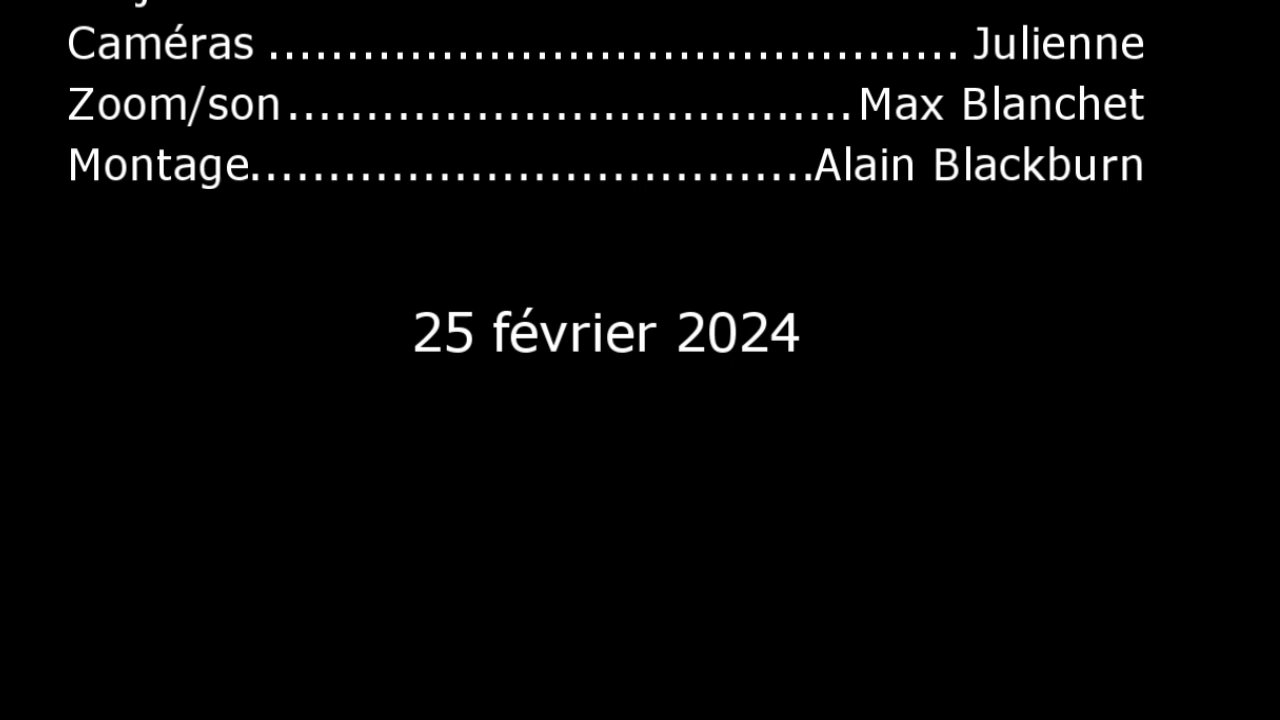 Caméras ............................................ Julienne
Zoom/son....................................Max Blanchet
Montage....................................Alain Blackburn
25 février 2024